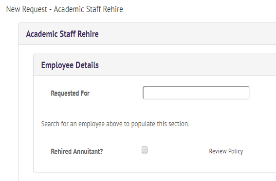 New Request - Academic Staff Rehire
Academic Staff Rehire
Employee Details
Requested For
Search for an employee above to populate this section.
Rehired Annuitant? Review Policy